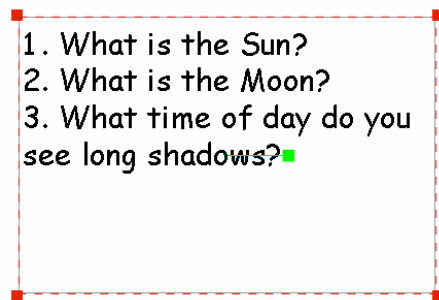 1. What is the Sun?
2. What is the Moon?
3. What time of day do you
see long shadows?